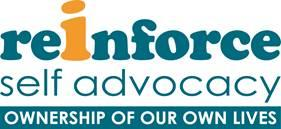 reinforce
self advocacy
OWNERSHIP OF OUR OWN LIVES